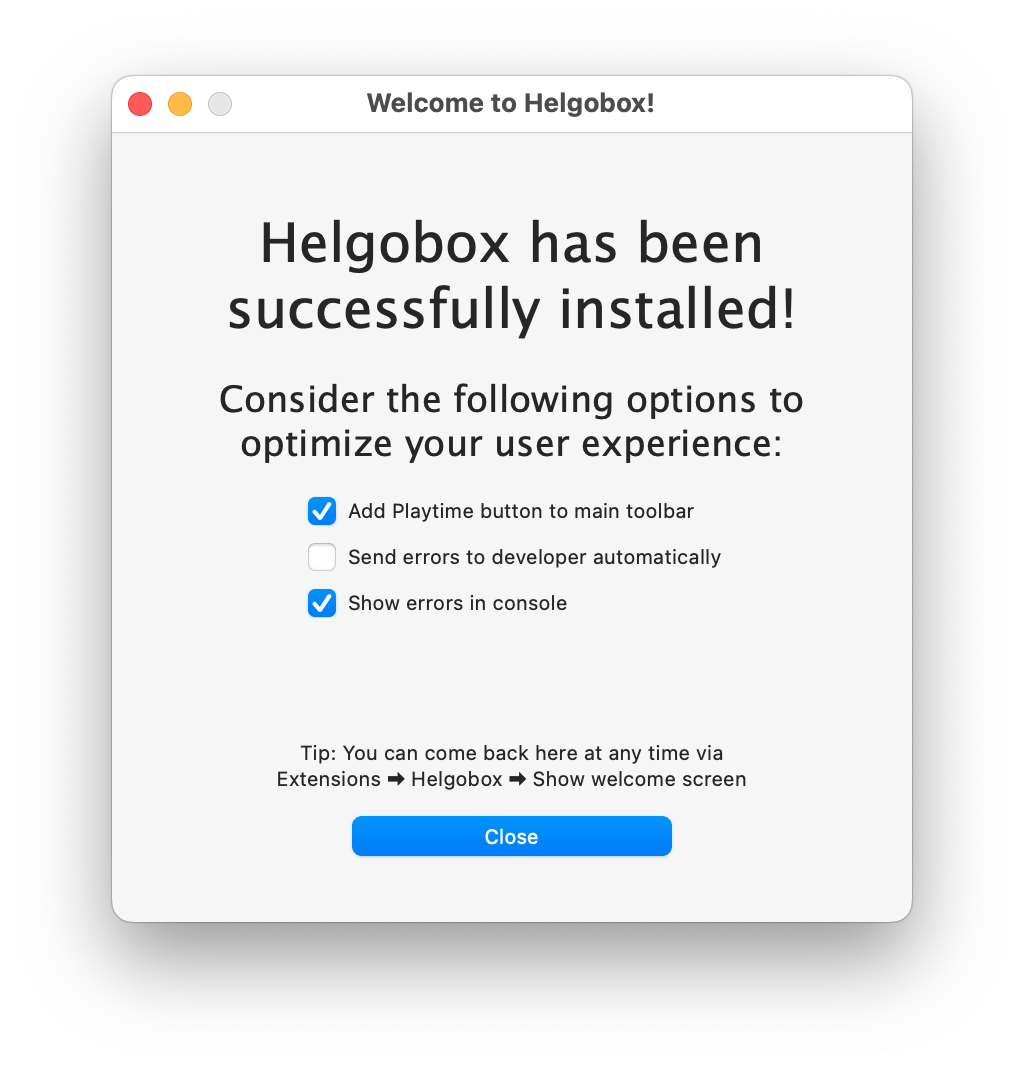 Welcome to Helgobox!
Helgobox has been
successfully installed!
Consider the following options to
optimize your user experience:
Add Playtime button to main toolbar
Send errors to developer automatically
Show errors in console
Tip: You can come back here at any time via
Extensions ➡ Helgobox ➡ Show welcome screen
Close